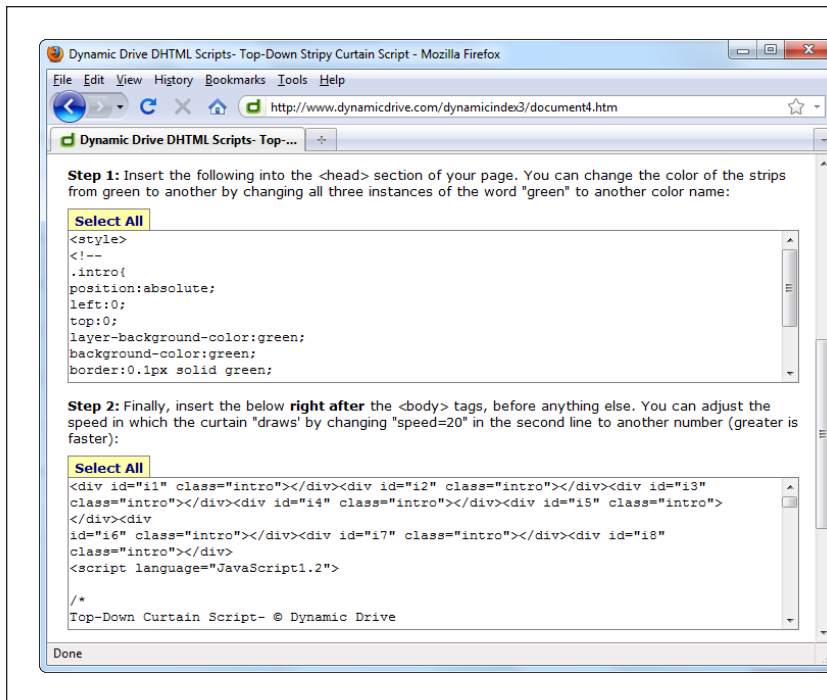 Dynamic Drive DHTML Scripts- Top-Down Stripy Curtain Script - Mozilla Firefox
File Edit View History Bookmarks Tools Help
http://www.dynamicdrive.com/dynamicindex3/document4.htm
Dynamic Drive DHTML Scripts- Top-...
Step 1: Insert the following into the <head> section of your page. You can change the color of the strips
from green to another by changing all three instances of the word "green" to another color name:
Select All
<style>
<!--
.intro{
position:absolute;
left:0;
top:0;
layer-background-color:green;
background-color:green;
border:0.1px solid green;
Step 2: Finally, insert the below right after the <body> tags, before anything else. You can adjust the
speed in which the curtain "draws' by changing "speed=20" in the second line to another number (greater is
faster):
Select All
<div id="i1" class="intro"></div><div id="i2" class="intro"></div><div id="i3"
class="intro"></div><div id="i4" class="intro"></div><div id="i5" class="intro">
</div><div
id="i6" class="intro"></div><div id="i7" class="intro"></div><div id="i8"
class="intro"></div>
<script language="JavaScript1.2">
/*
Top-Down Curtain Script- © Dynamic Drive
Done